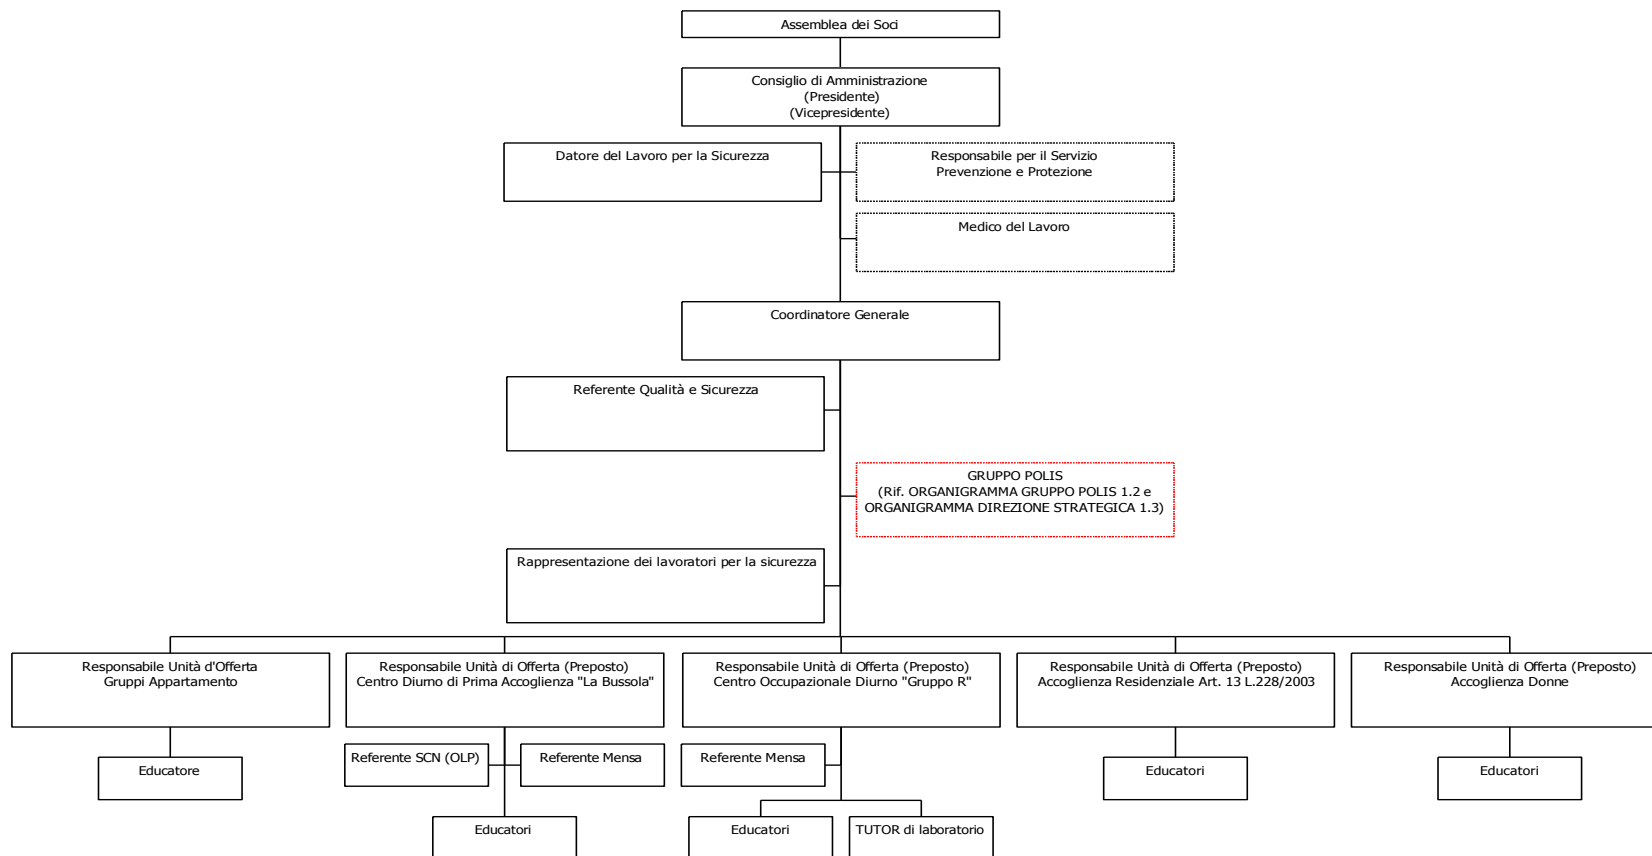 Assemblea dei Soci
Consiglio di Amministrazione
(Presidente)
(Vicepresidente)
Datore del Lavoro per la Sicurezza
Responsabile per il Servizio
Prevenzione e Protezione
Medico del Lavoro
Coordinatore Generale
Referente Qualità e Sicurezza
GRUPPO POLIS
(Rif. ORGANIGRAMMA GRUPPO POLIS 1.2 e
ORGANIGRAMMA DIREZIONE STRATEGICA 1.3)
Rappresentazione dei lavoratori per la sicurezza
Responsabile Unità d'Offerta
Gruppi Appartamento
Responsabile Unità di Offerta (Preposto)
Centro Diurno di Prima Accoglienza "La Bussola"
Responsabile Unità di Offerta (Preposto)
Centro Occupazionale Diurno "Gruppo R"
Responsabile Unità di Offerta (Preposto)
Accoglienza Residenziale Art. 13 L.228/2003
Responsabile Unità di Offerta (Preposto)
Accoglienza Donne
Educatore
Referente SCN (OLP)
Referente Mensa
Referente Mensa
Educatori
Educatori
Educatori
Educatori
TUTOR di laboratorio